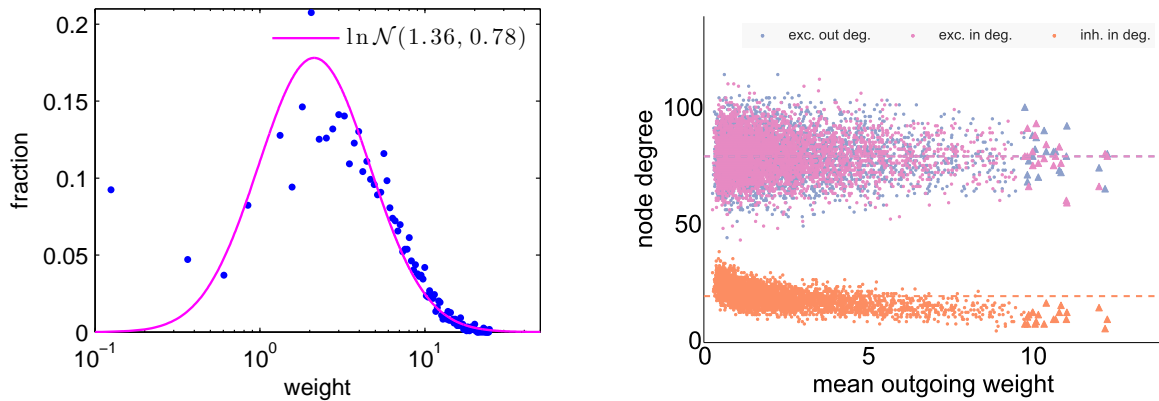 0.2
0.15
0.1
0.05
0
fraction
ln N(1.36, 0.78)
10⁻¹ 10⁰ 10¹
weight
exc. out deg. exc. in deg. inh. in deg.
100
50
0
node degree
0 5 10
mean outgoing weight